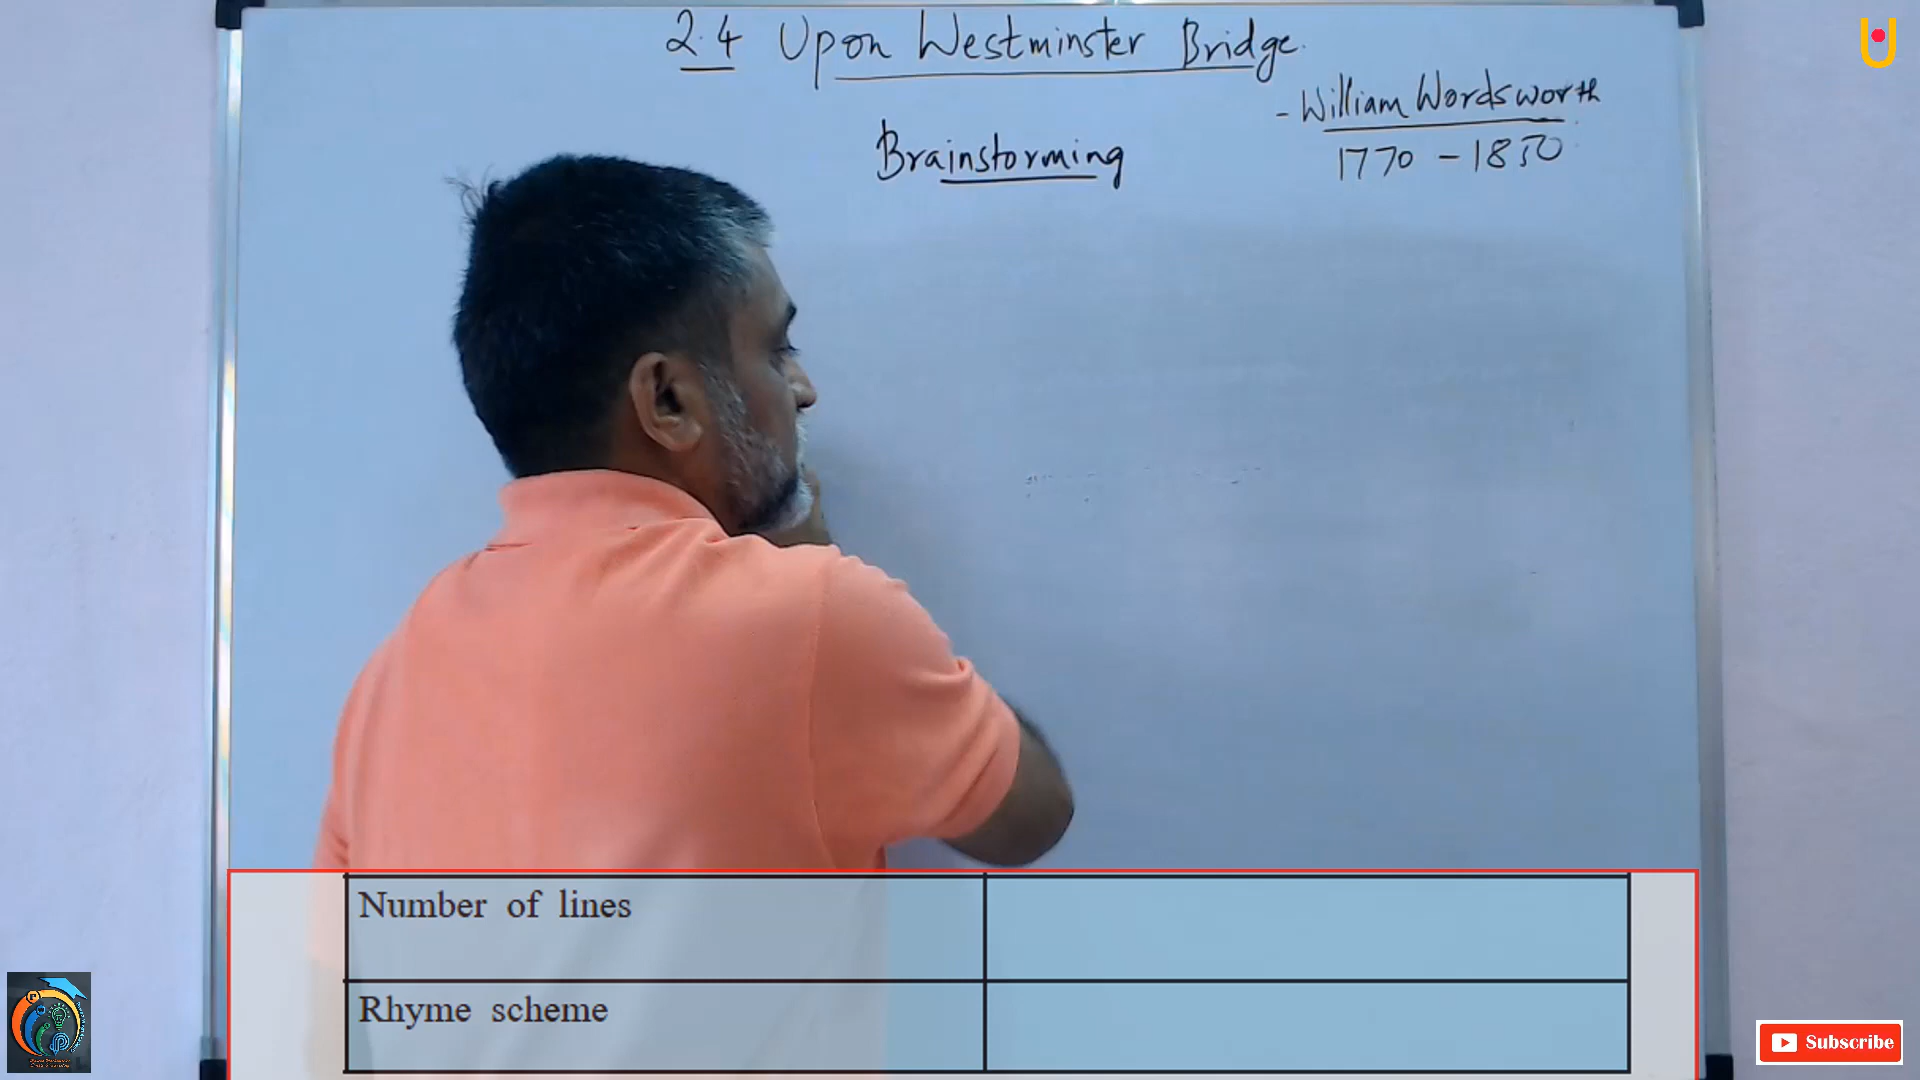 2.4 Upon Westminster Bridge.
- William Wordsworth
1770 - 1850
Brainstorming
Number of lines
Rhyme scheme
Subscribe